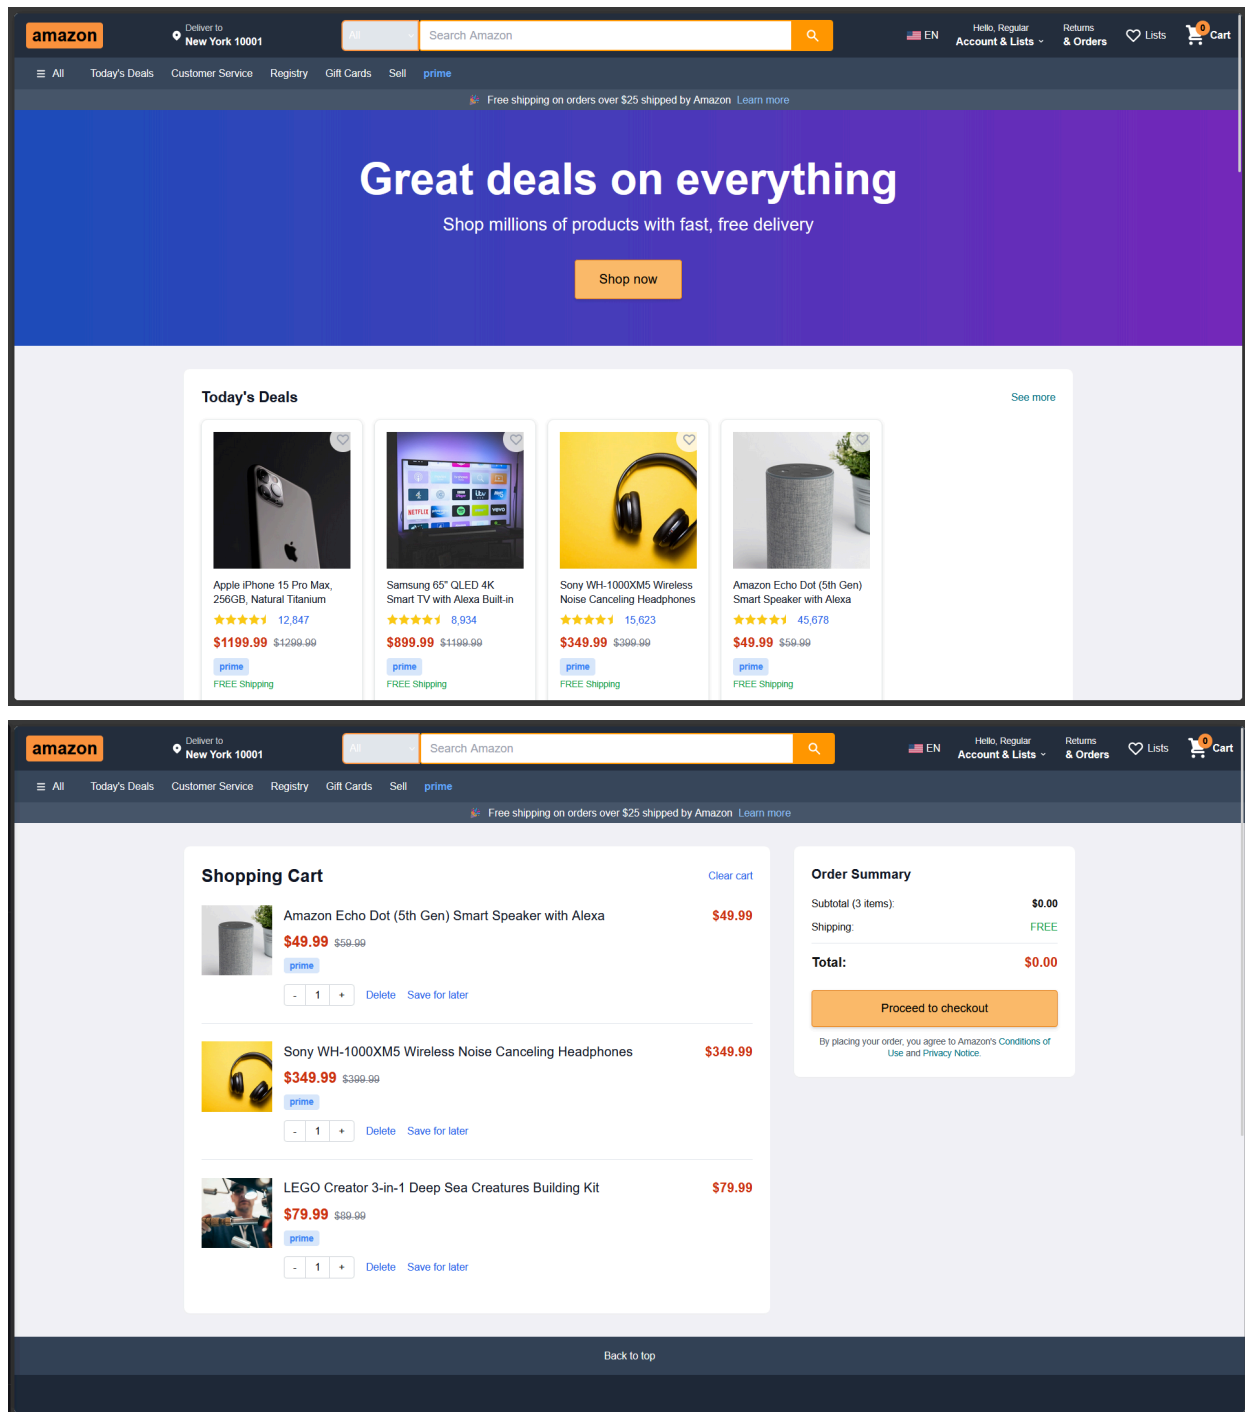 amazon
Deliver to
New York 10001
All
Search Amazon
EN
Hello, Regular
Account & Lists
Returns
& Orders
Lists
0
Cart
All
Today's Deals
Customer Service
Registry
Gift Cards
Sell
prime
Free shipping on orders over $25 shipped by Amazon Learn more
Great deals on everything
Shop millions of products with fast, free delivery
Shop now
Today's Deals
See more
NETFLIX
itv
vevo
Apple iPhone 15 Pro Max,
256GB, Natural Titanium
12,847
$1199.99 $1299.99
prime
FREE Shipping
Samsung 65" QLED 4K
Smart TV with Alexa Built-in
8,934
$899.99 $1199.99
prime
FREE Shipping
Sony WH-1000XM5 Wireless
Noise Canceling Headphones
15,623
$349.99 $399.99
prime
FREE Shipping
Amazon Echo Dot (5th Gen)
Smart Speaker with Alexa
45,678
$49.99 $59.99
prime
FREE Shipping
amazon
Deliver to
New York 10001
All
Search Amazon
EN
Hello, Regular
Account & Lists
Returns
& Orders
Lists
0
Cart
All
Today's Deals
Customer Service
Registry
Gift Cards
Sell
prime
Free shipping on orders over $25 shipped by Amazon Learn more
Shopping Cart
Clear cart
Amazon Echo Dot (5th Gen) Smart Speaker with Alexa
$49.99
$49.99 $59.99
prime
- 1 + Delete Save for later
Sony WH-1000XM5 Wireless Noise Canceling Headphones
$349.99
$349.99 $399.99
prime
- 1 + Delete Save for later
LEGO Creator 3-in-1 Deep Sea Creatures Building Kit
$79.99
$79.99 $89.99
prime
- 1 + Delete Save for later
Order Summary
Subtotal (3 items): $0.00
Shipping: FREE
Total: $0.00
Proceed to checkout
By placing your order, you agree to Amazon's Conditions of
Use and Privacy Notice.
Back to top